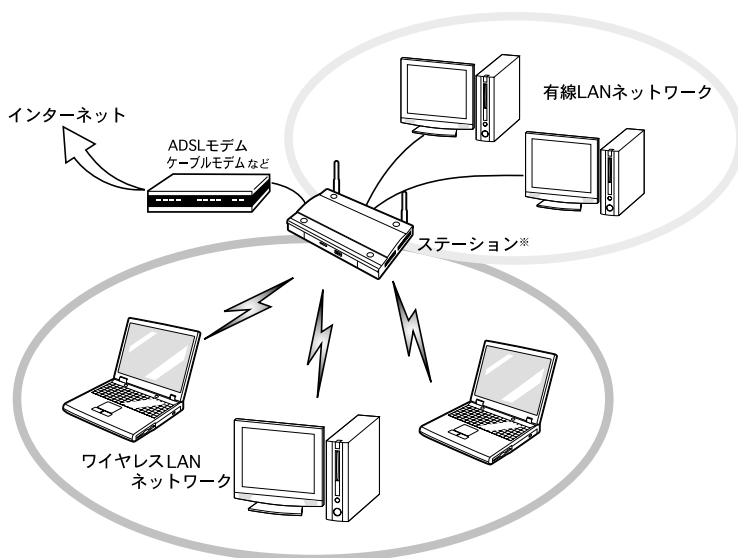 有線LANネットワーク
インターネット
ADSLモデム
ケーブルモデムなど
ステーション※
ワイヤレスLAN
ネットワーク